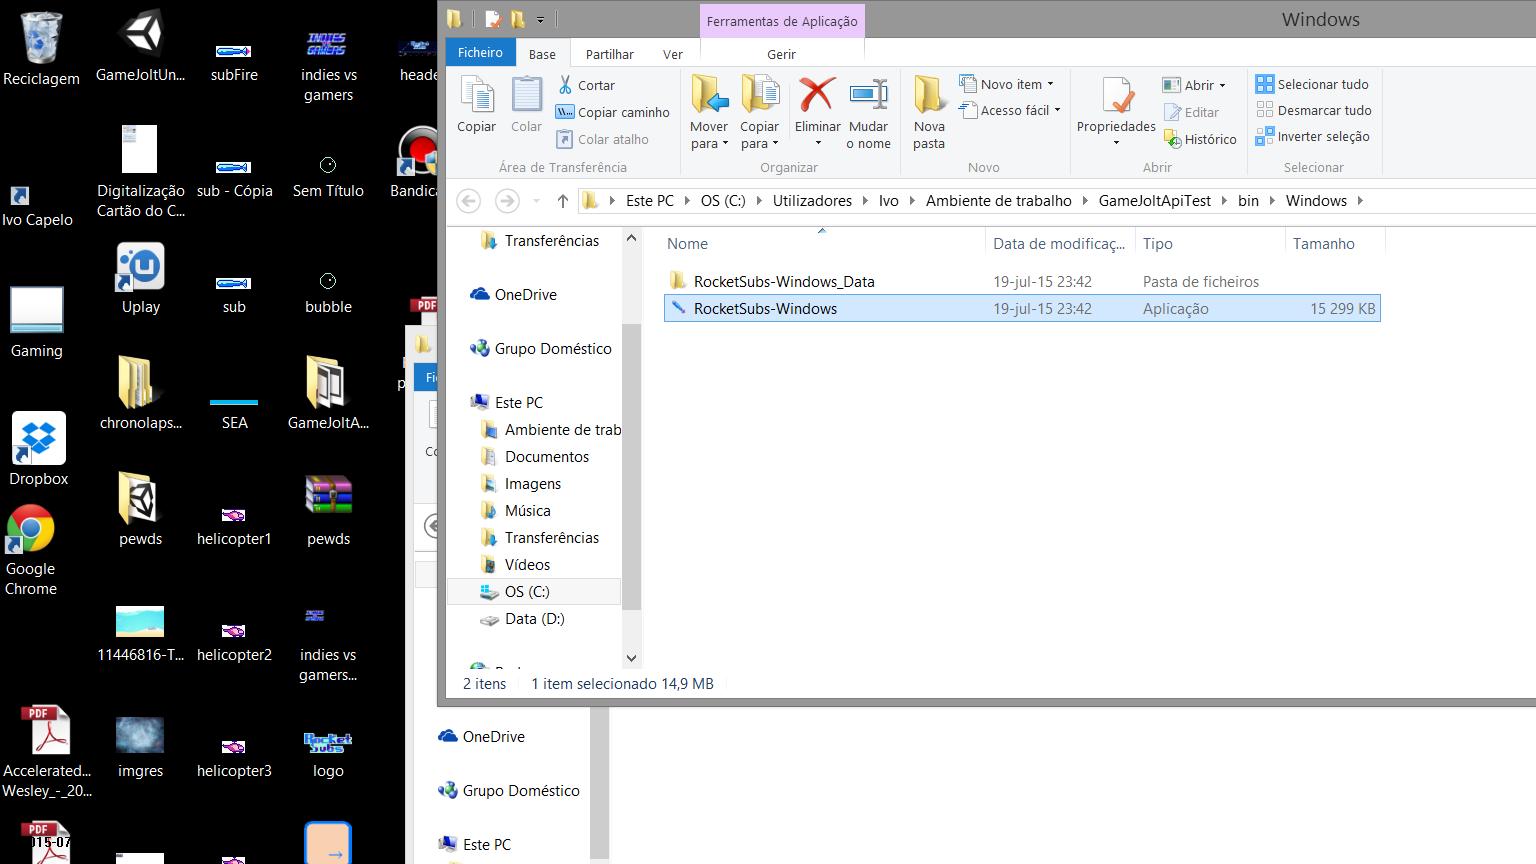 Reciclagem
GameJoltUn...
subFire
indies vs
gamers
heade
Digitalização
Cartão do C...
sub - Cópia
Sem Título
Bandica
Ivo Capelo
Uplay
sub
bubble
Gaming
chronolaps...
SEA
GameJoltA...
Dropbox
pewds
helicopter1
pewds
Google
Chrome
11446816-T...
helicopter2
indies vs
gamers...
PDF
Accelerated...
Wesley_-_20...
imgres
helicopter3
Rocket
Subs
logo
PDF
015-07
PDF
Windows
Ferramentas de Aplicação
Ficheiro
Base
Partilhar
Ver
Gerir
Copiar
Colar
Cortar
Copiar caminho
Colar atalho
Área de Transferência
Mover
para
Copiar
para
Eliminar
Mudar
o nome
Organizar
Nova
pasta
Novo item
Acesso fácil
Novo
Propriedades
Abrir
Editar
Histórico
Abrir
Selecionar tudo
Desmarcar tudo
Inverter seleção
Selecionar
Este PC
OS (C:)
Utilizadores
Ivo
Ambiente de trabalho
GameJoltApiTest
bin
Windows
Transferências
OneDrive
Grupo Doméstico
Este PC
Ambiente de trab
Documentos
Imagens
Música
Transferências
Vídeos
OS (C:)
Data (D:)
Nome
Data de modificaç...
Tipo
Tamanho
RocketSubs-Windows_Data
19-jul-15 23:42
Pasta de ficheiros
RocketSubs-Windows
19-jul-15 23:42
Aplicação
15 299 KB
2 itens
1 item selecionado 14,9 MB
OneDrive
Grupo Doméstico
Este PC